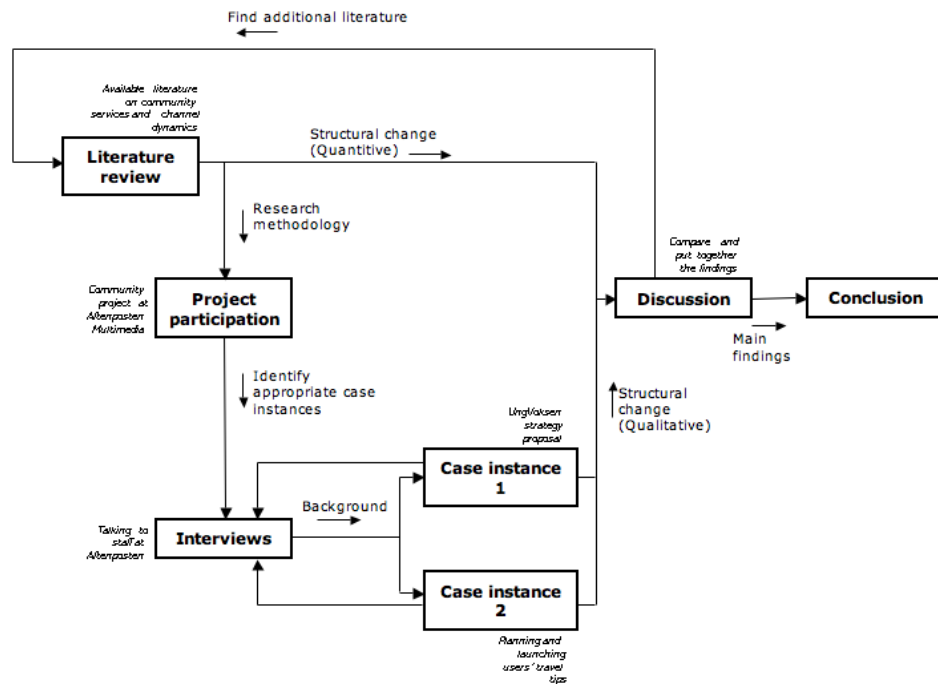 Find additional literature
Available literature
on community
services and channel
dynamics
Literature
review
Structural change
(Quantitive)
Research
methodology
Compare and
put together
the findings
Community
project at
Aftenposten
Multimedia
Project
participation
Discussion
Conclusion
Main
findings
Identify
appropriate case
instances
Structural
change
(Qualitative)
UngVoksen
strategy
proposal
Case instance
1
Background
Talking to
staff at
Aftenposten
Interviews
Case instance
2
Planning and
launching
users' travel
tips